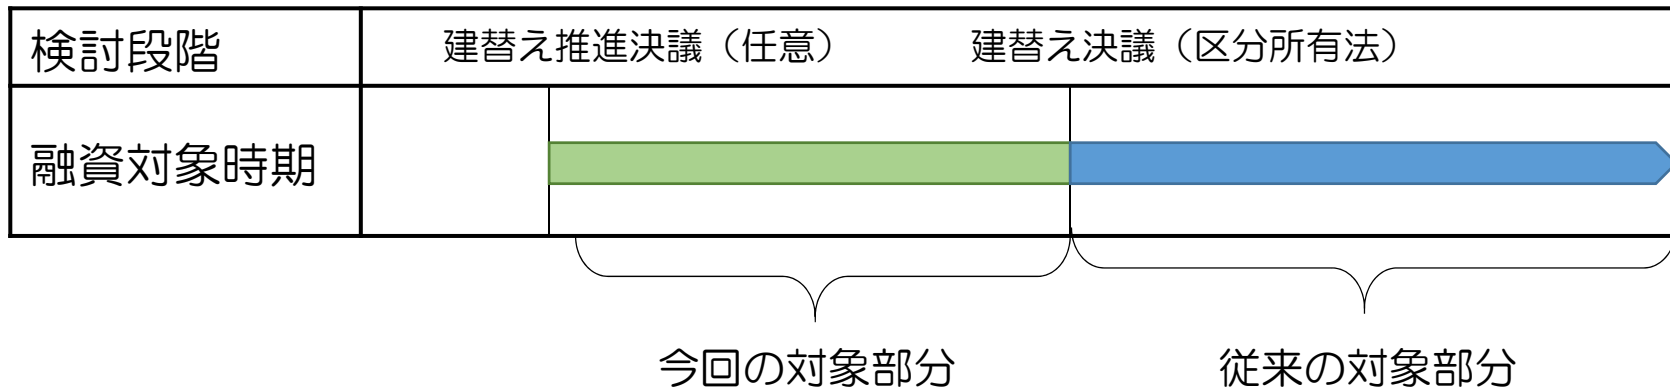 検討段階
建替え推進決議（任意）
建替え決議（区分所有法）
融資対象時期
今回の対象部分
従来の対象部分